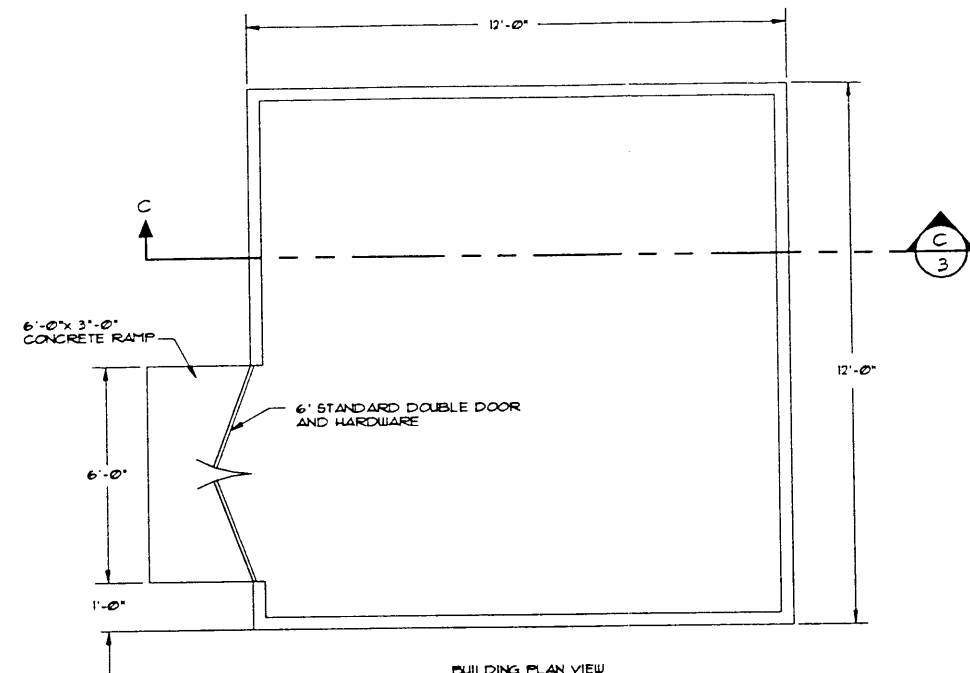 12'-0"
C
C
3
6'-0"x 3'-0"
CONCRETE RAMP
12'-0"
6' STANDARD DOUBLE DOOR
AND HARDWARE
6'-0"
1'-0"
BUILDING PLAN VIEW